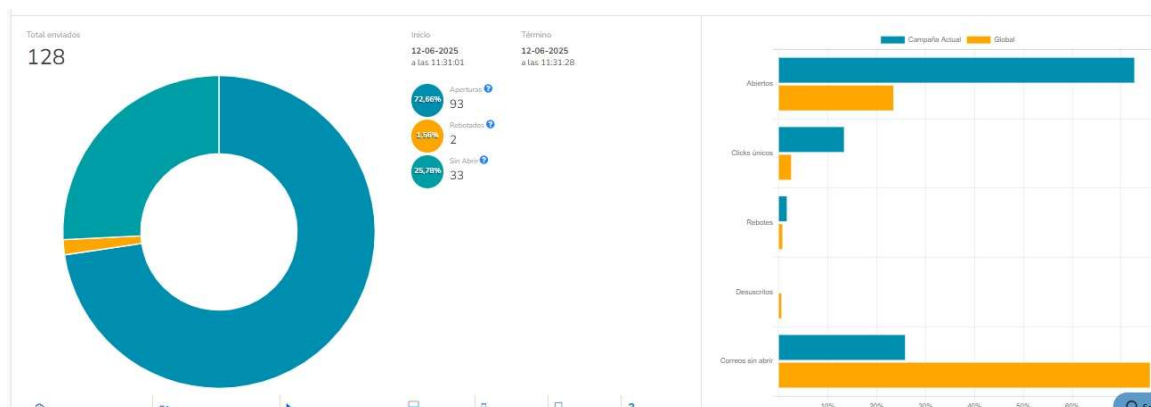 Total enviados
128
Inicio
12-06-2025
a las 11:31:01
Término
12-06-2025
a las 11:31:28
72,66%
Aperturas
93
1,56%
Rebotados
2
25,78%
Sin Abrir
33
Campaña Actual
Global
Abiertos
Clicks únicos
Rebotes
Desuscritos
Correos sin abrir
10%
20%
30%
40%
50%
60%